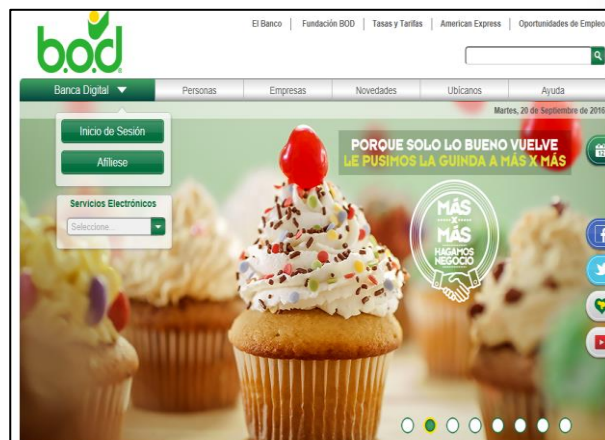 El Banco | Fundación BOD | Tasas y Tarifas | American Express | Oportunidades de Empleo
b.o.d
Banca Digital Personas Empresas Novedades Ubícanos Ayuda
Martes, 20 de Septiembre de 2016
Inicio de Sesión
Afíliese
Servicios Electrónicos
Seleccione...
PORQUE SOLO LO BUENO VUELVE
LE PUSIMOS LA GUINDA A MÁS X MÁS
MÁS
X
MÁS
HAGAMOS
NEGOCIO